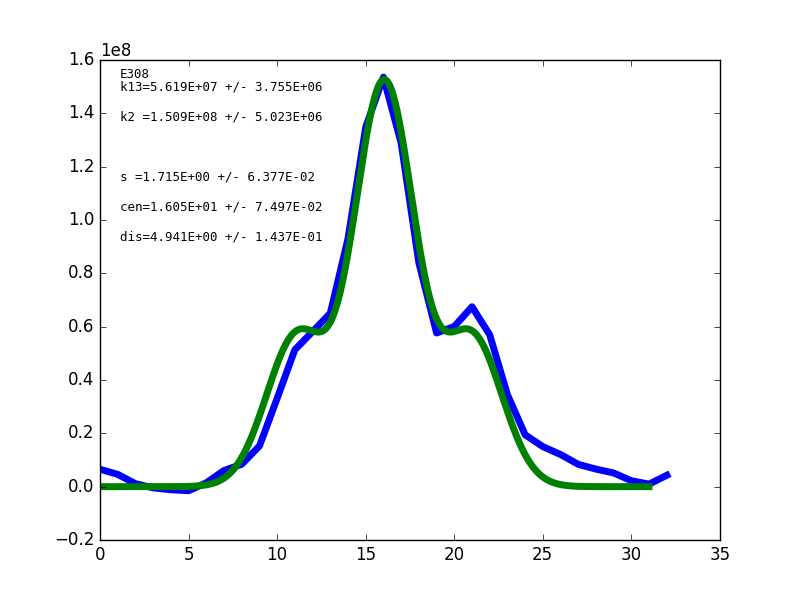 1e8
1.6
E308
k13=5.619E+07 +/- 3.755E+06
1.4
k2 =1.509E+08 +/- 5.023E+06
1.2
s =1.715E+00 +/- 6.377E-02
1.0
cen=1.605E+01 +/- 7.497E-02
dis=4.941E+00 +/- 1.437E-01
0.8
0.6
0.4
0.2
0.0
−0.2
0 5 10 15 20 25 30 35